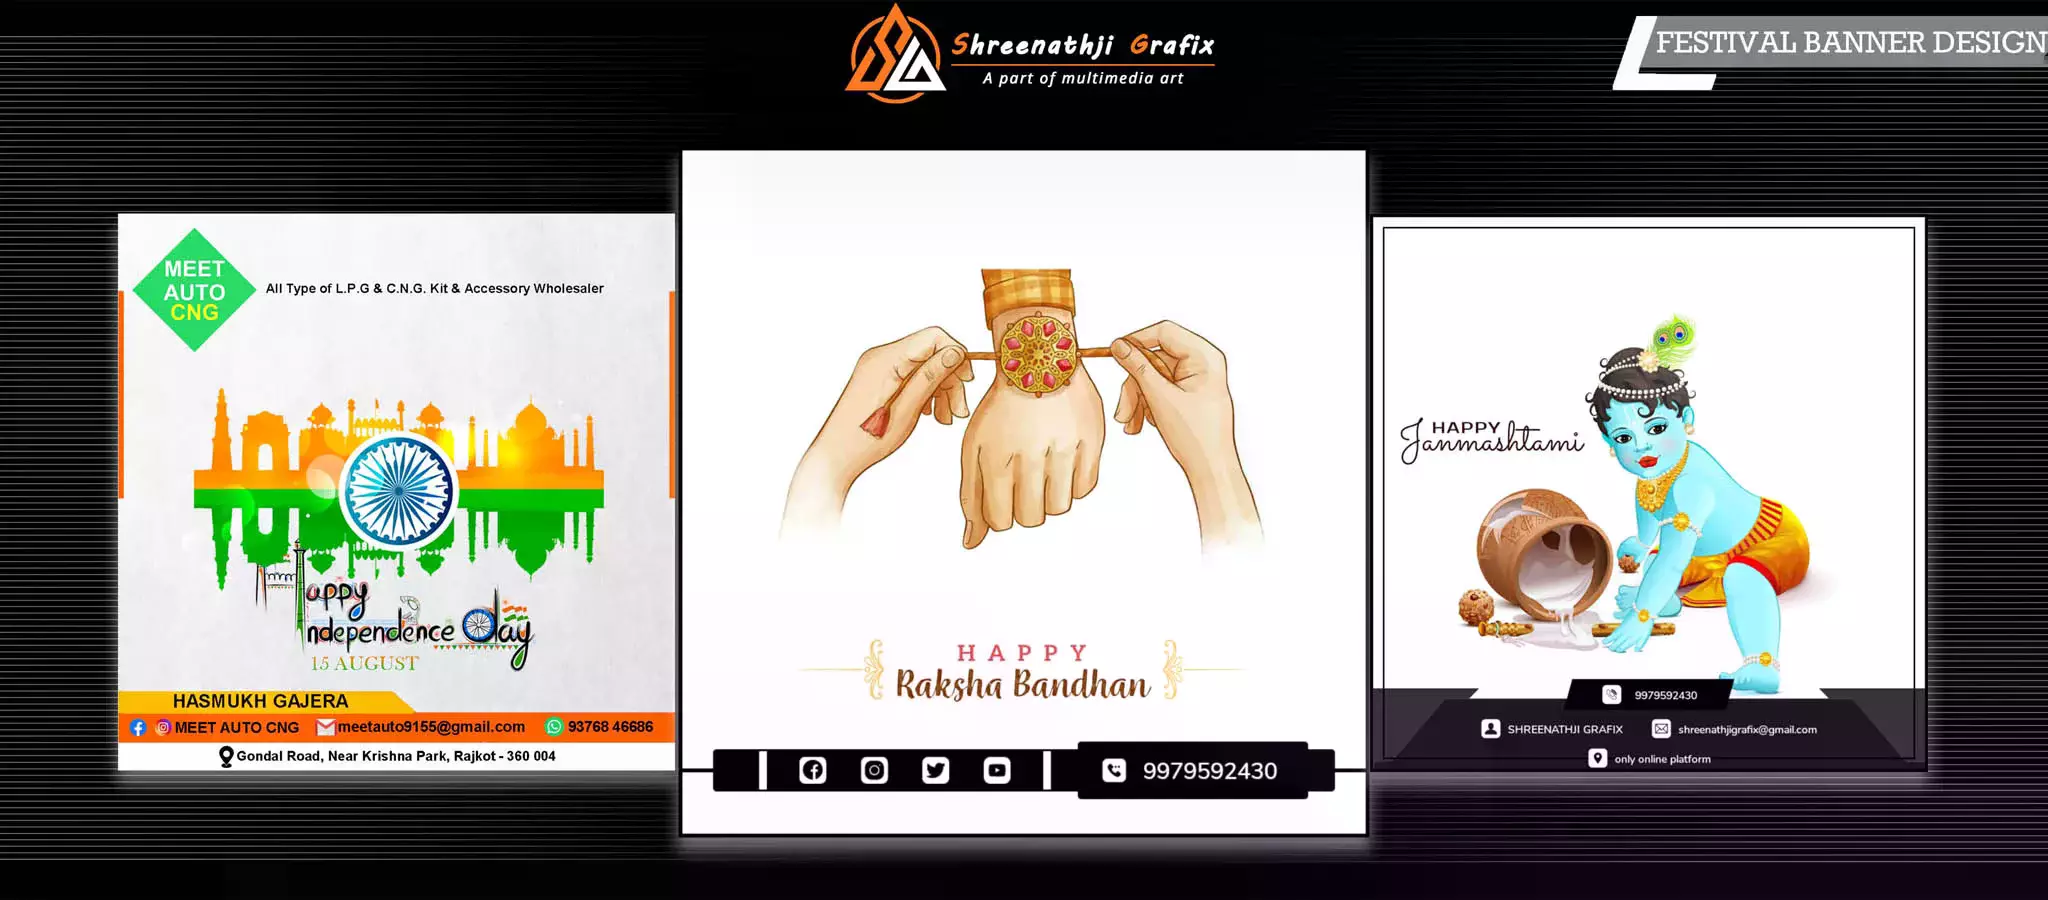 Shreenathji Grafix
A part of multimedia art
FESTIVAL BANNER DESIGN
MEET
AUTO
CNG
All Type of L.P.G & C.N.G. Kit & Accessory Wholesaler
Happy
Independence Day
15 AUGUST
HASMUKH GAJERA
MEET AUTO CNG
meetauto9155@gmail.com
93768 46686
Gondal Road, Near Krishna Park, Rajkot - 360 004
HAPPY
Raksha Bandhan
9979592430
HAPPY
Janmashtami
9979592430
SHREENATHJI GRAFIX
shreenathjigrafix@gmail.com
only online platform